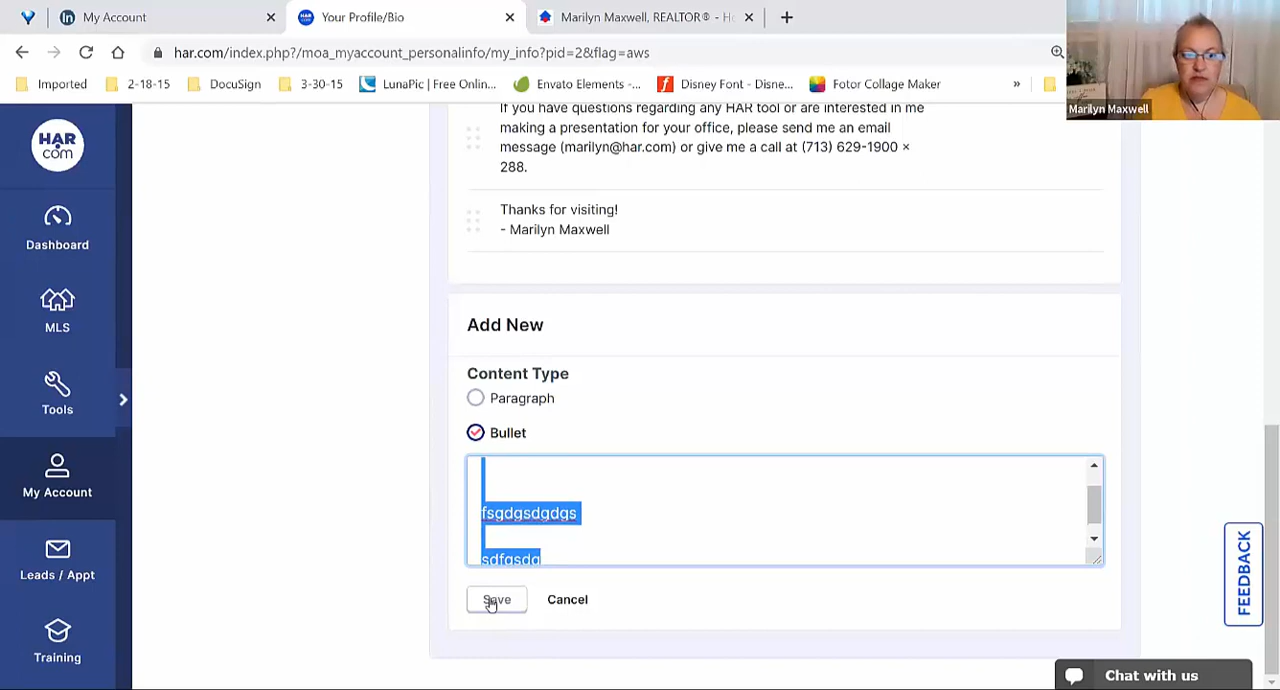 My Account
Your Profile/Bio
Marilyn Maxwell, REALTOR® - Ho
har.com/index.php?/moa_myaccount_personalinfo/my_info?pid=2&flag=aws
Imported
2-18-15
DocuSign
3-30-15
LunaPic | Free Onlin...
Envato Elements -...
Disney Font - Disne...
Fotor Collage Maker
»
Marilyn Maxwell
HAR
com
Dashboard
MLS
Tools
My Account
Leads / Appt
Training
If you have questions regarding any HAR tool or are interested in me
making a presentation for your office, please send me an email
message (marilyn@har.com) or give me a call at (713) 629-1900 ×
288.
Thanks for visiting!
- Marilyn Maxwell
Add New
Content Type
Paragraph
Bullet
fsgdgsdgdgs
sdfgsdg
Save
Cancel
FEEDBACK
Chat with us